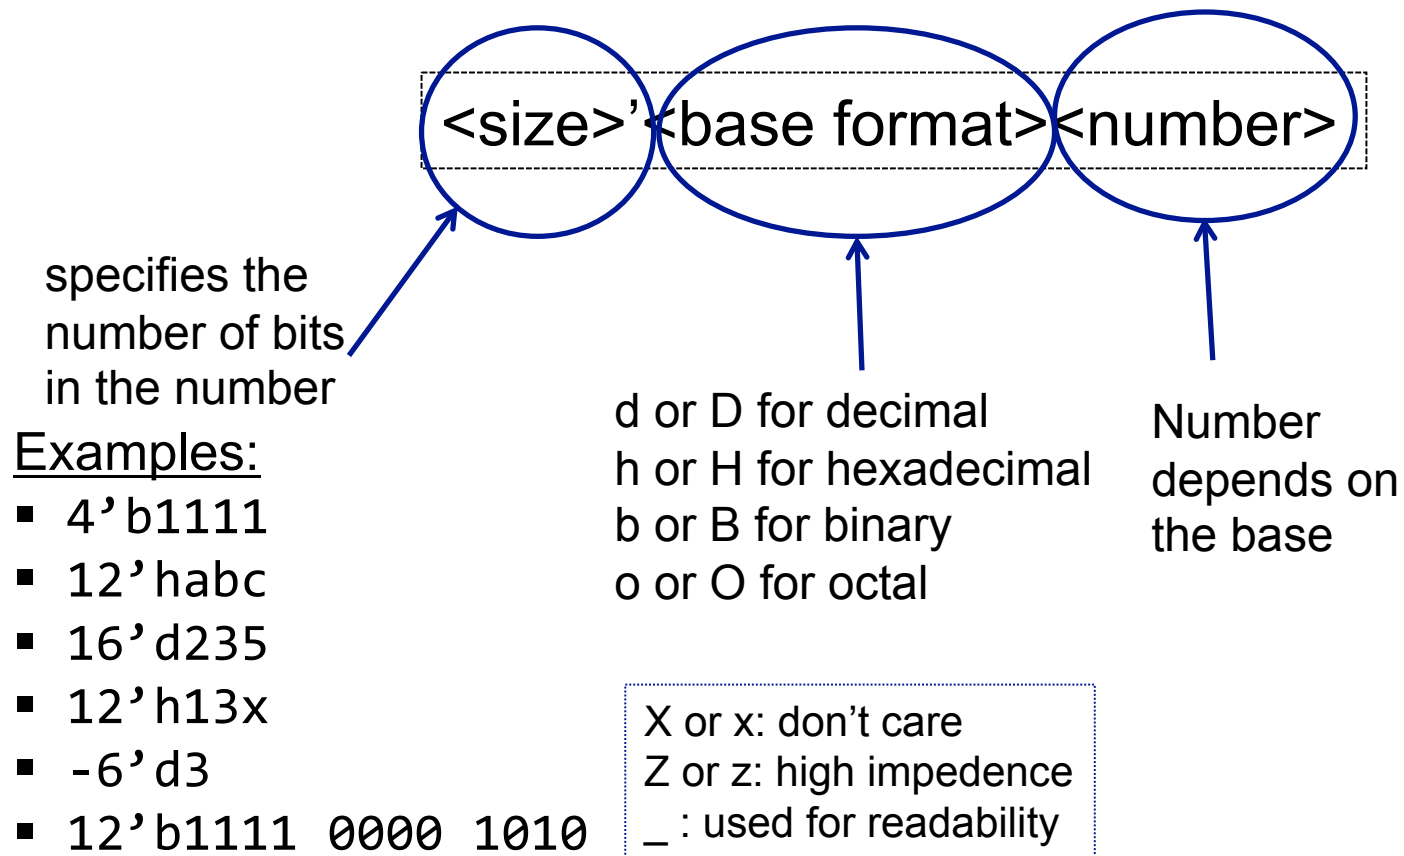 <size>’<base format><number>
specifies the
number of bits
in the number
d or D for decimal
h or H for hexadecimal
b or B for binary
o or O for octal
Number
depends on
the base
Examples:
▪ 4’b1111
▪ 12’habc
▪ 16’d235
▪ 12’h13x
▪ -6’d3
▪ 12’b1111 0000 1010
X or x: don’t care
Z or z: high impedence
_ : used for readability